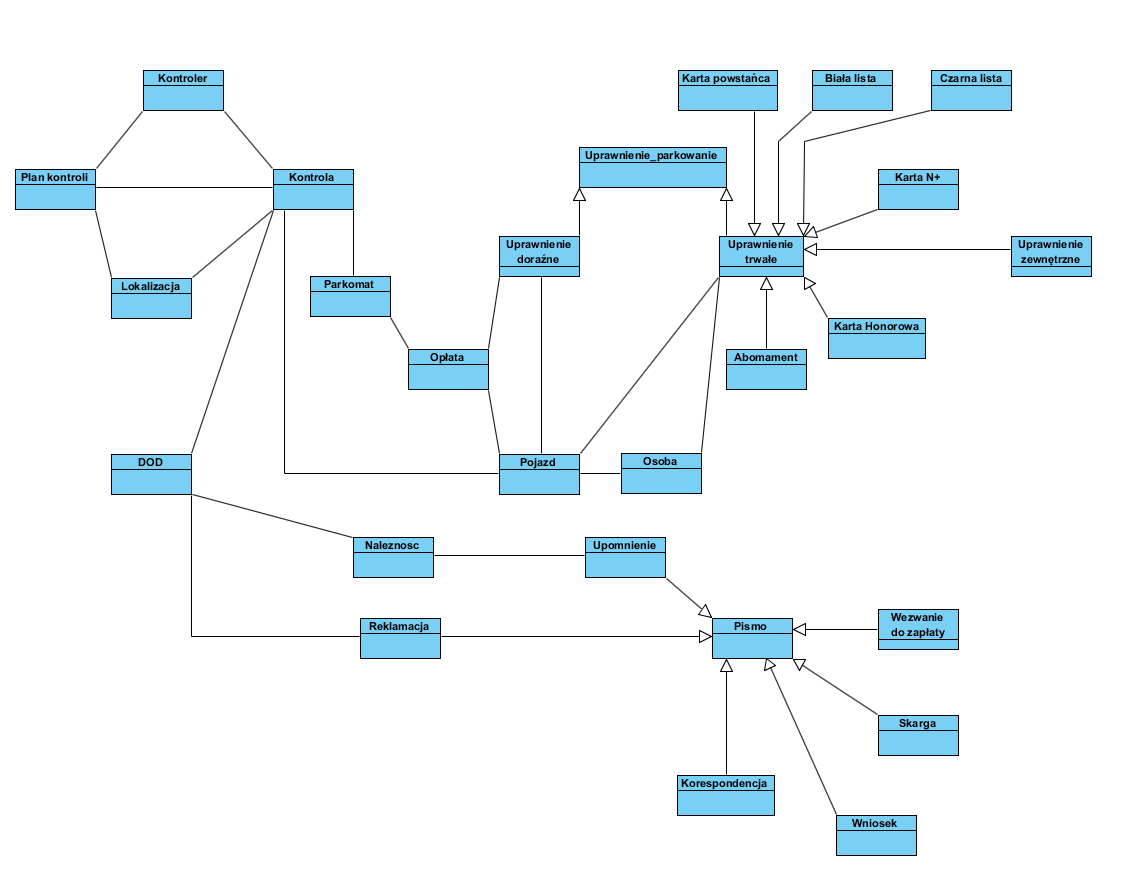 Kontroler
Karta powstańca
Biała lista
Czarna lista
Uprawnienie_parkowanie
Plan kontroli
Kontrola
Karta N+
Uprawnienie
doraźne
Uprawnienie
trwałe
Uprawnienie
zewnętrzne
Lokalizacja
Parkomat
Karta Honorowa
Opłata
Abomament
DOD
Pojazd
Osoba
Naleznosc
Upomnienie
Reklamacja
Pismo
Wezwanie
do zapłaty
Skarga
Korespondencja
Wniosek